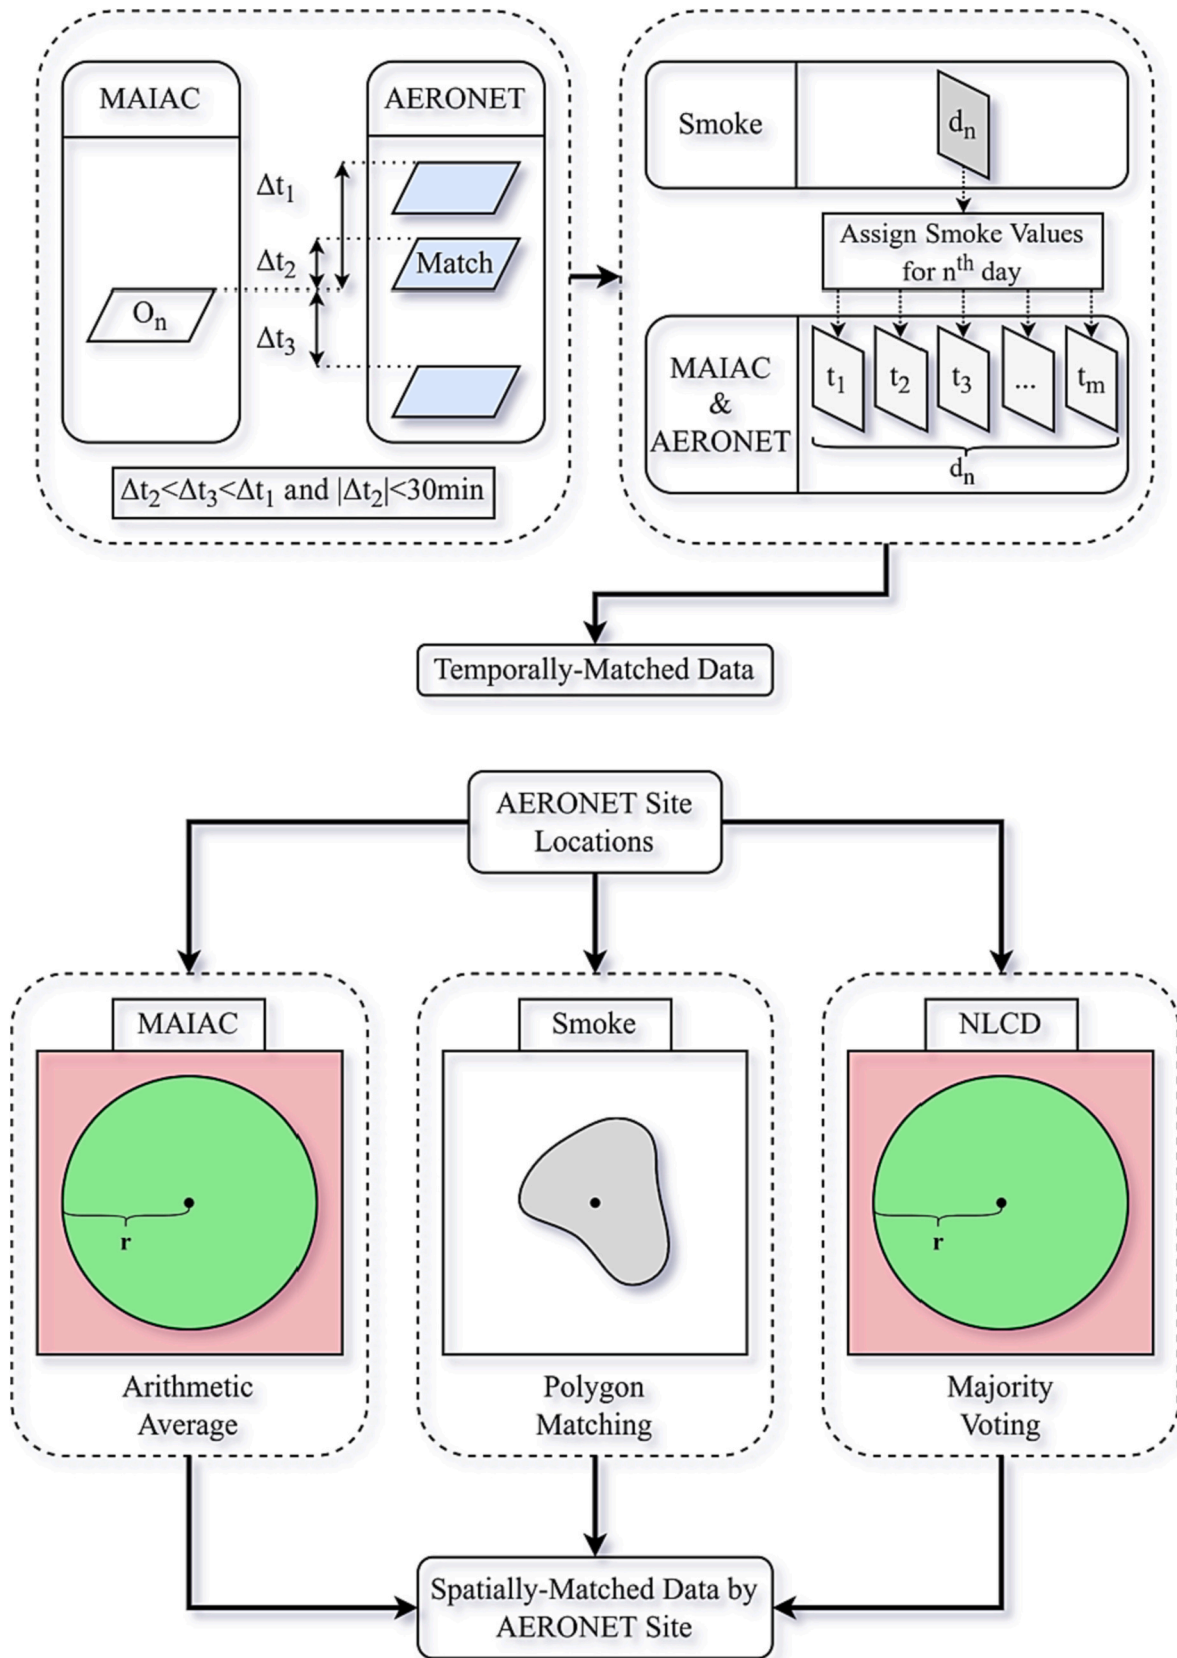 MAIAC
AERONET
Δt₁
Δt₂
Match
Oₙ
Δt₃
Δt₂<Δt₃<Δt₁ and |Δt₂|<30min
Smoke
dₙ
Assign Smoke Values
for nᵗʰ day
MAIAC
&
AERONET
t₁
t₂
t₃
...
tₘ
dₙ
Temporally-Matched Data
AERONET Site
Locations
MAIAC
r
Arithmetic
Average
Smoke
Polygon
Matching
NLCD
r
Majority
Voting
Spatially-Matched Data by
AERONET Site